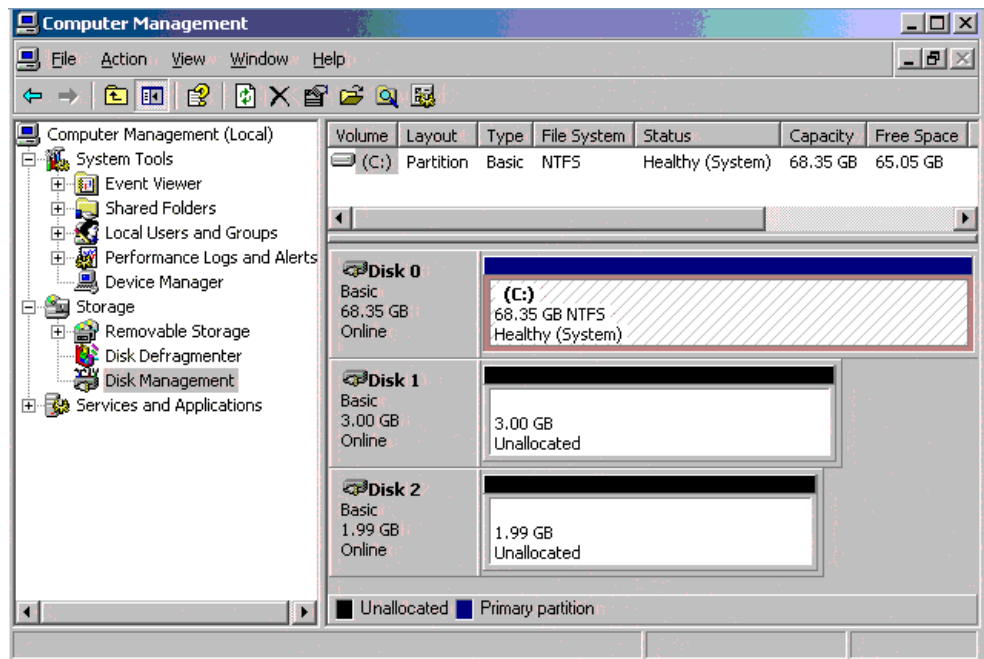 Computer Management
File Action View Window Help
Computer Management (Local)
System Tools
Event Viewer
Shared Folders
Local Users and Groups
Performance Logs and Alerts
Device Manager
Storage
Removable Storage
Disk Defragmenter
Disk Management
Services and Applications
Volume Layout Type File System Status Capacity Free Space
(C:) Partition Basic NTFS Healthy (System) 68.35 GB 65.05 GB
Disk 0
Basic
68.35 GB
Online
(C:)
68.35 GB NTFS
Healthy (System)
Disk 1
Basic
3.00 GB
Online
3.00 GB
Unallocated
Disk 2
Basic
1.99 GB
Online
1.99 GB
Unallocated
Unallocated Primary partition